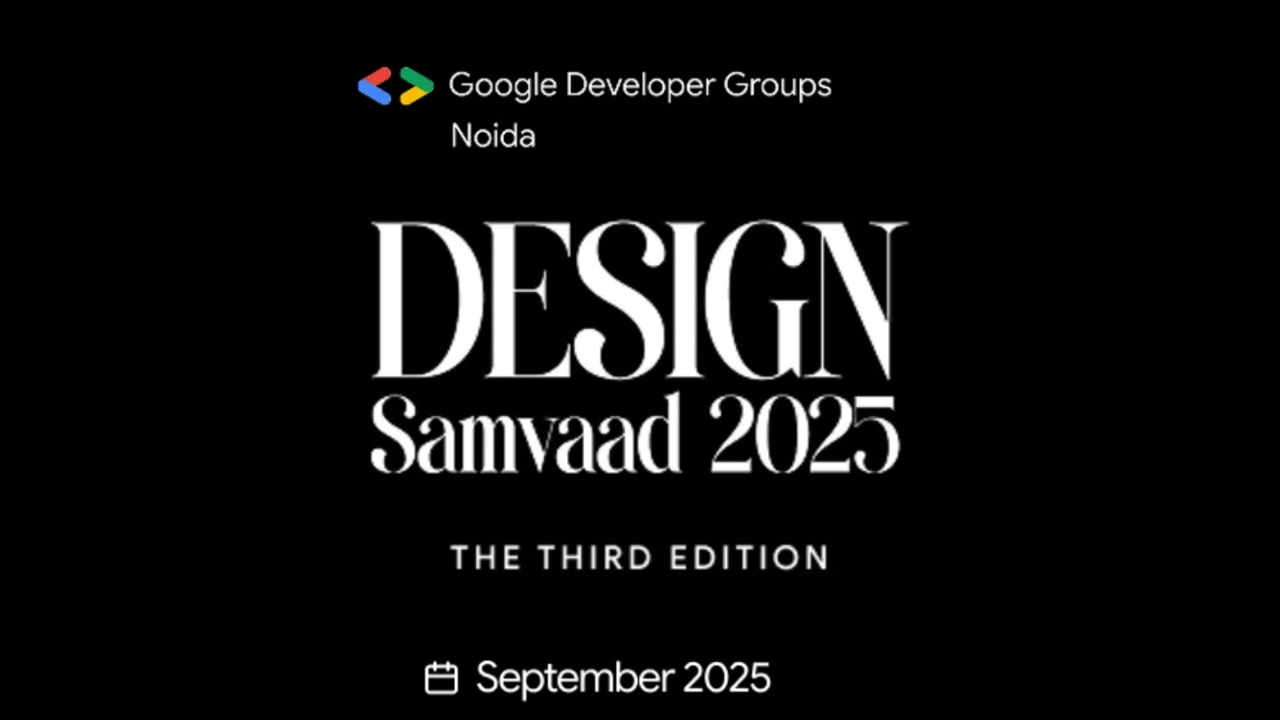 Google Developer Groups
Noida
DESIGN
Samvaad 2025
THE THIRD EDITION
September 2025